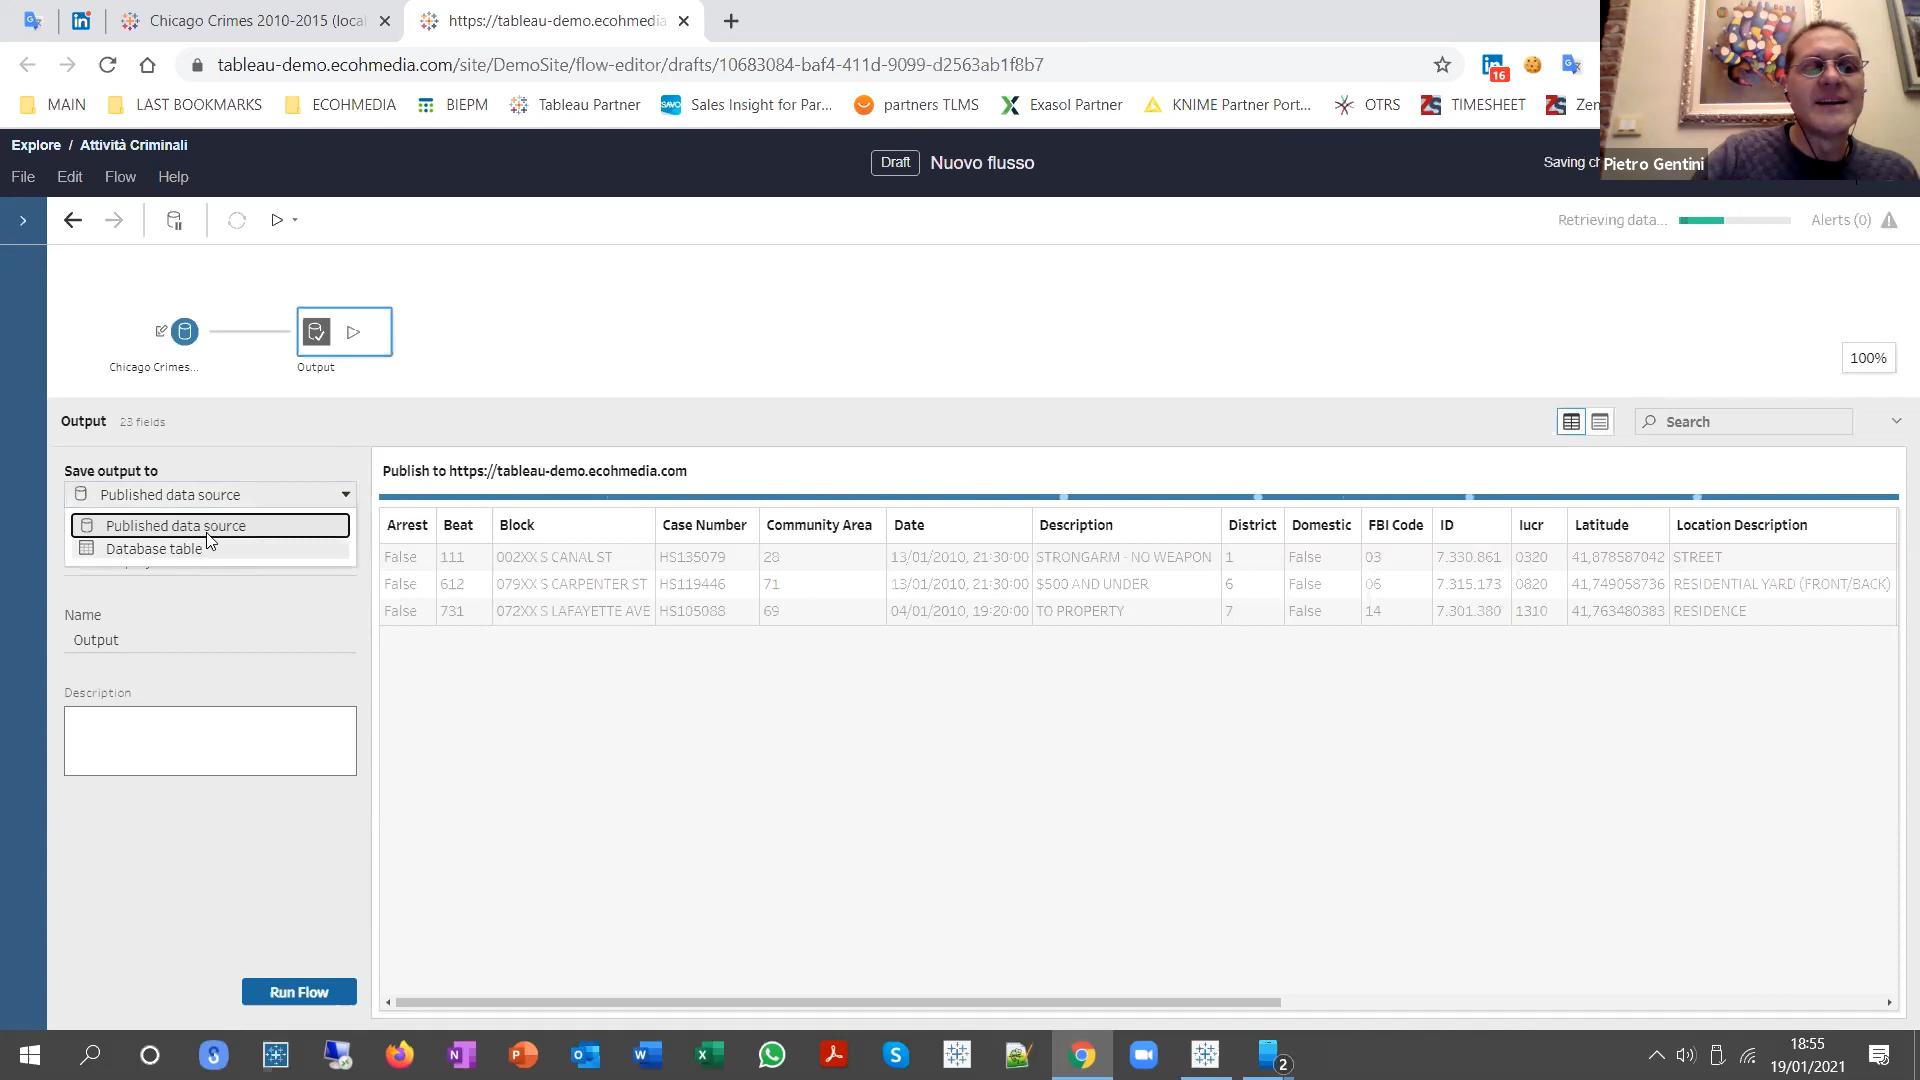 Chicago Crimes 2010-2015 (loca
https://tableau-demo.ecohmedia
tableau-demo.ecohmedia.com/site/DemoSite/flow-editor/drafts/10683084-baf4-411d-9099-d2563ab1f8b7
16
MAIN
LAST BOOKMARKS
ECOHMEDIA
BIEPM
Tableau Partner
Sales Insight for Par...
partners TLMS
Exasol Partner
KNIME Partner Port...
OTRS
TIMESHEET
Zen
Explore / Attività Criminali
Draft
Nuovo flusso
Saving ch
Pietro Gentini
File Edit Flow Help
Retrieving data...
Alerts (0)
Chicago Crimes...
Output
100%
Output 23 fields
Search
Save output to
Published data source
Published data source
Database table
Name
Output
Description
Run Flow
Publish to https://tableau-demo.ecohmedia.com
Arrest Beat Block Case Number Community Area Date Description District Domestic FBI Code ID Iucr Latitude Location Description
False 111 002XX S CANAL ST HS135079 28 13/01/2010, 21:30:00 STRONGARM - NO WEAPON 1 False 03 7.330.861 0320 41,878587042 STREET
False 612 079XX S CARPENTER ST HS119446 71 13/01/2010, 21:30:00 $500 AND UNDER 6 False 06 7.315.173 0820 41,749058736 RESIDENTIAL YARD (FRONT/BACK)
False 731 072XX S LAFAYETTE AVE HS105088 69 04/01/2010, 19:20:00 TO PROPERTY 7 False 14 7.301.380 1310 41,763480383 RESIDENCE
2
18:55
19/01/2021